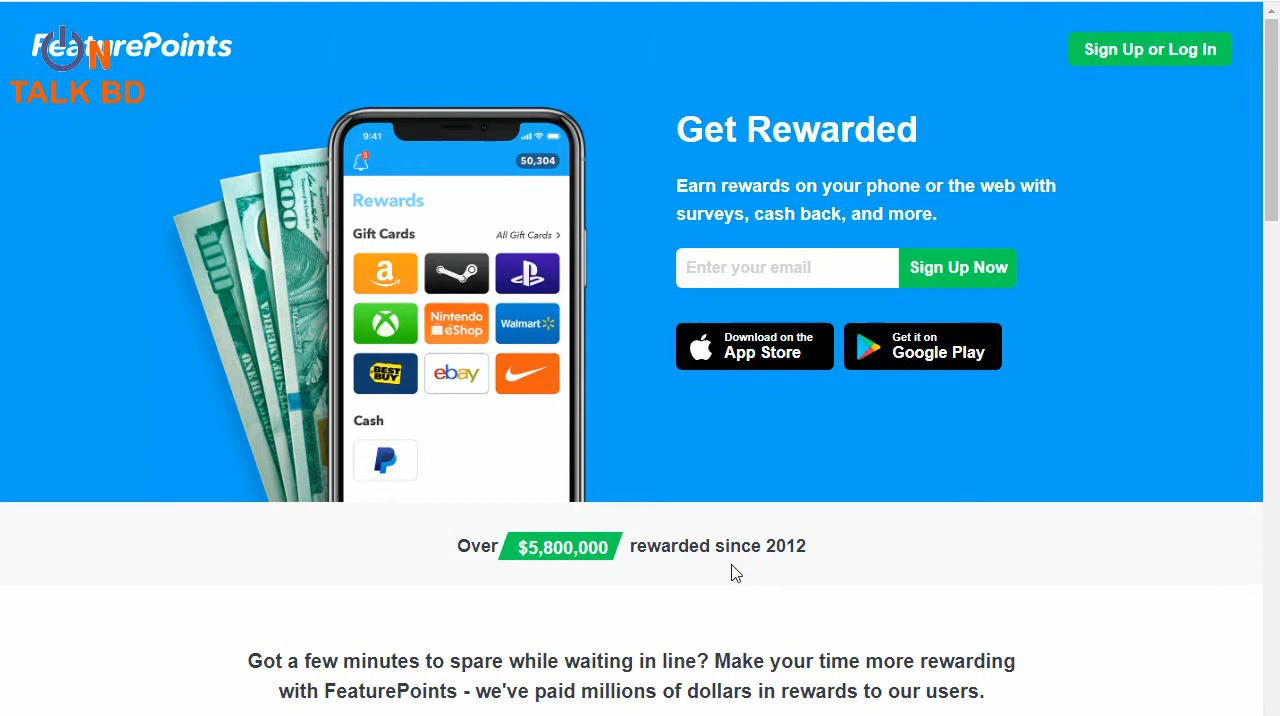 FeaturePoints
ON
TALK BD
Sign Up or Log In
9:41
5
50,304
Rewards
Gift Cards
All Gift Cards >
a
Nintendo
eShop
Walmart
BEST
BUY
ebay
Cash
100
100
Get Rewarded
Earn rewards on your phone or the web with
surveys, cash back, and more.
Enter your email
Sign Up Now
Download on the
App Store
Get it on
Google Play
Over $5,800,000 rewarded since 2012
Got a few minutes to spare while waiting in line? Make your time more rewarding
with FeaturePoints - we've paid millions of dollars in rewards to our users.